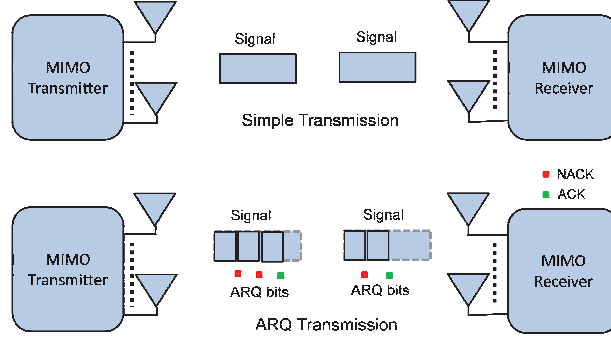 MIMO
Transmitter
Signal
Signal
MIMO
Receiver
Simple Transmission
NACK
ACK
MIMO
Transmitter
Signal
Signal
MIMO
Receiver
ARQ bits
ARQ bits
ARQ Transmission